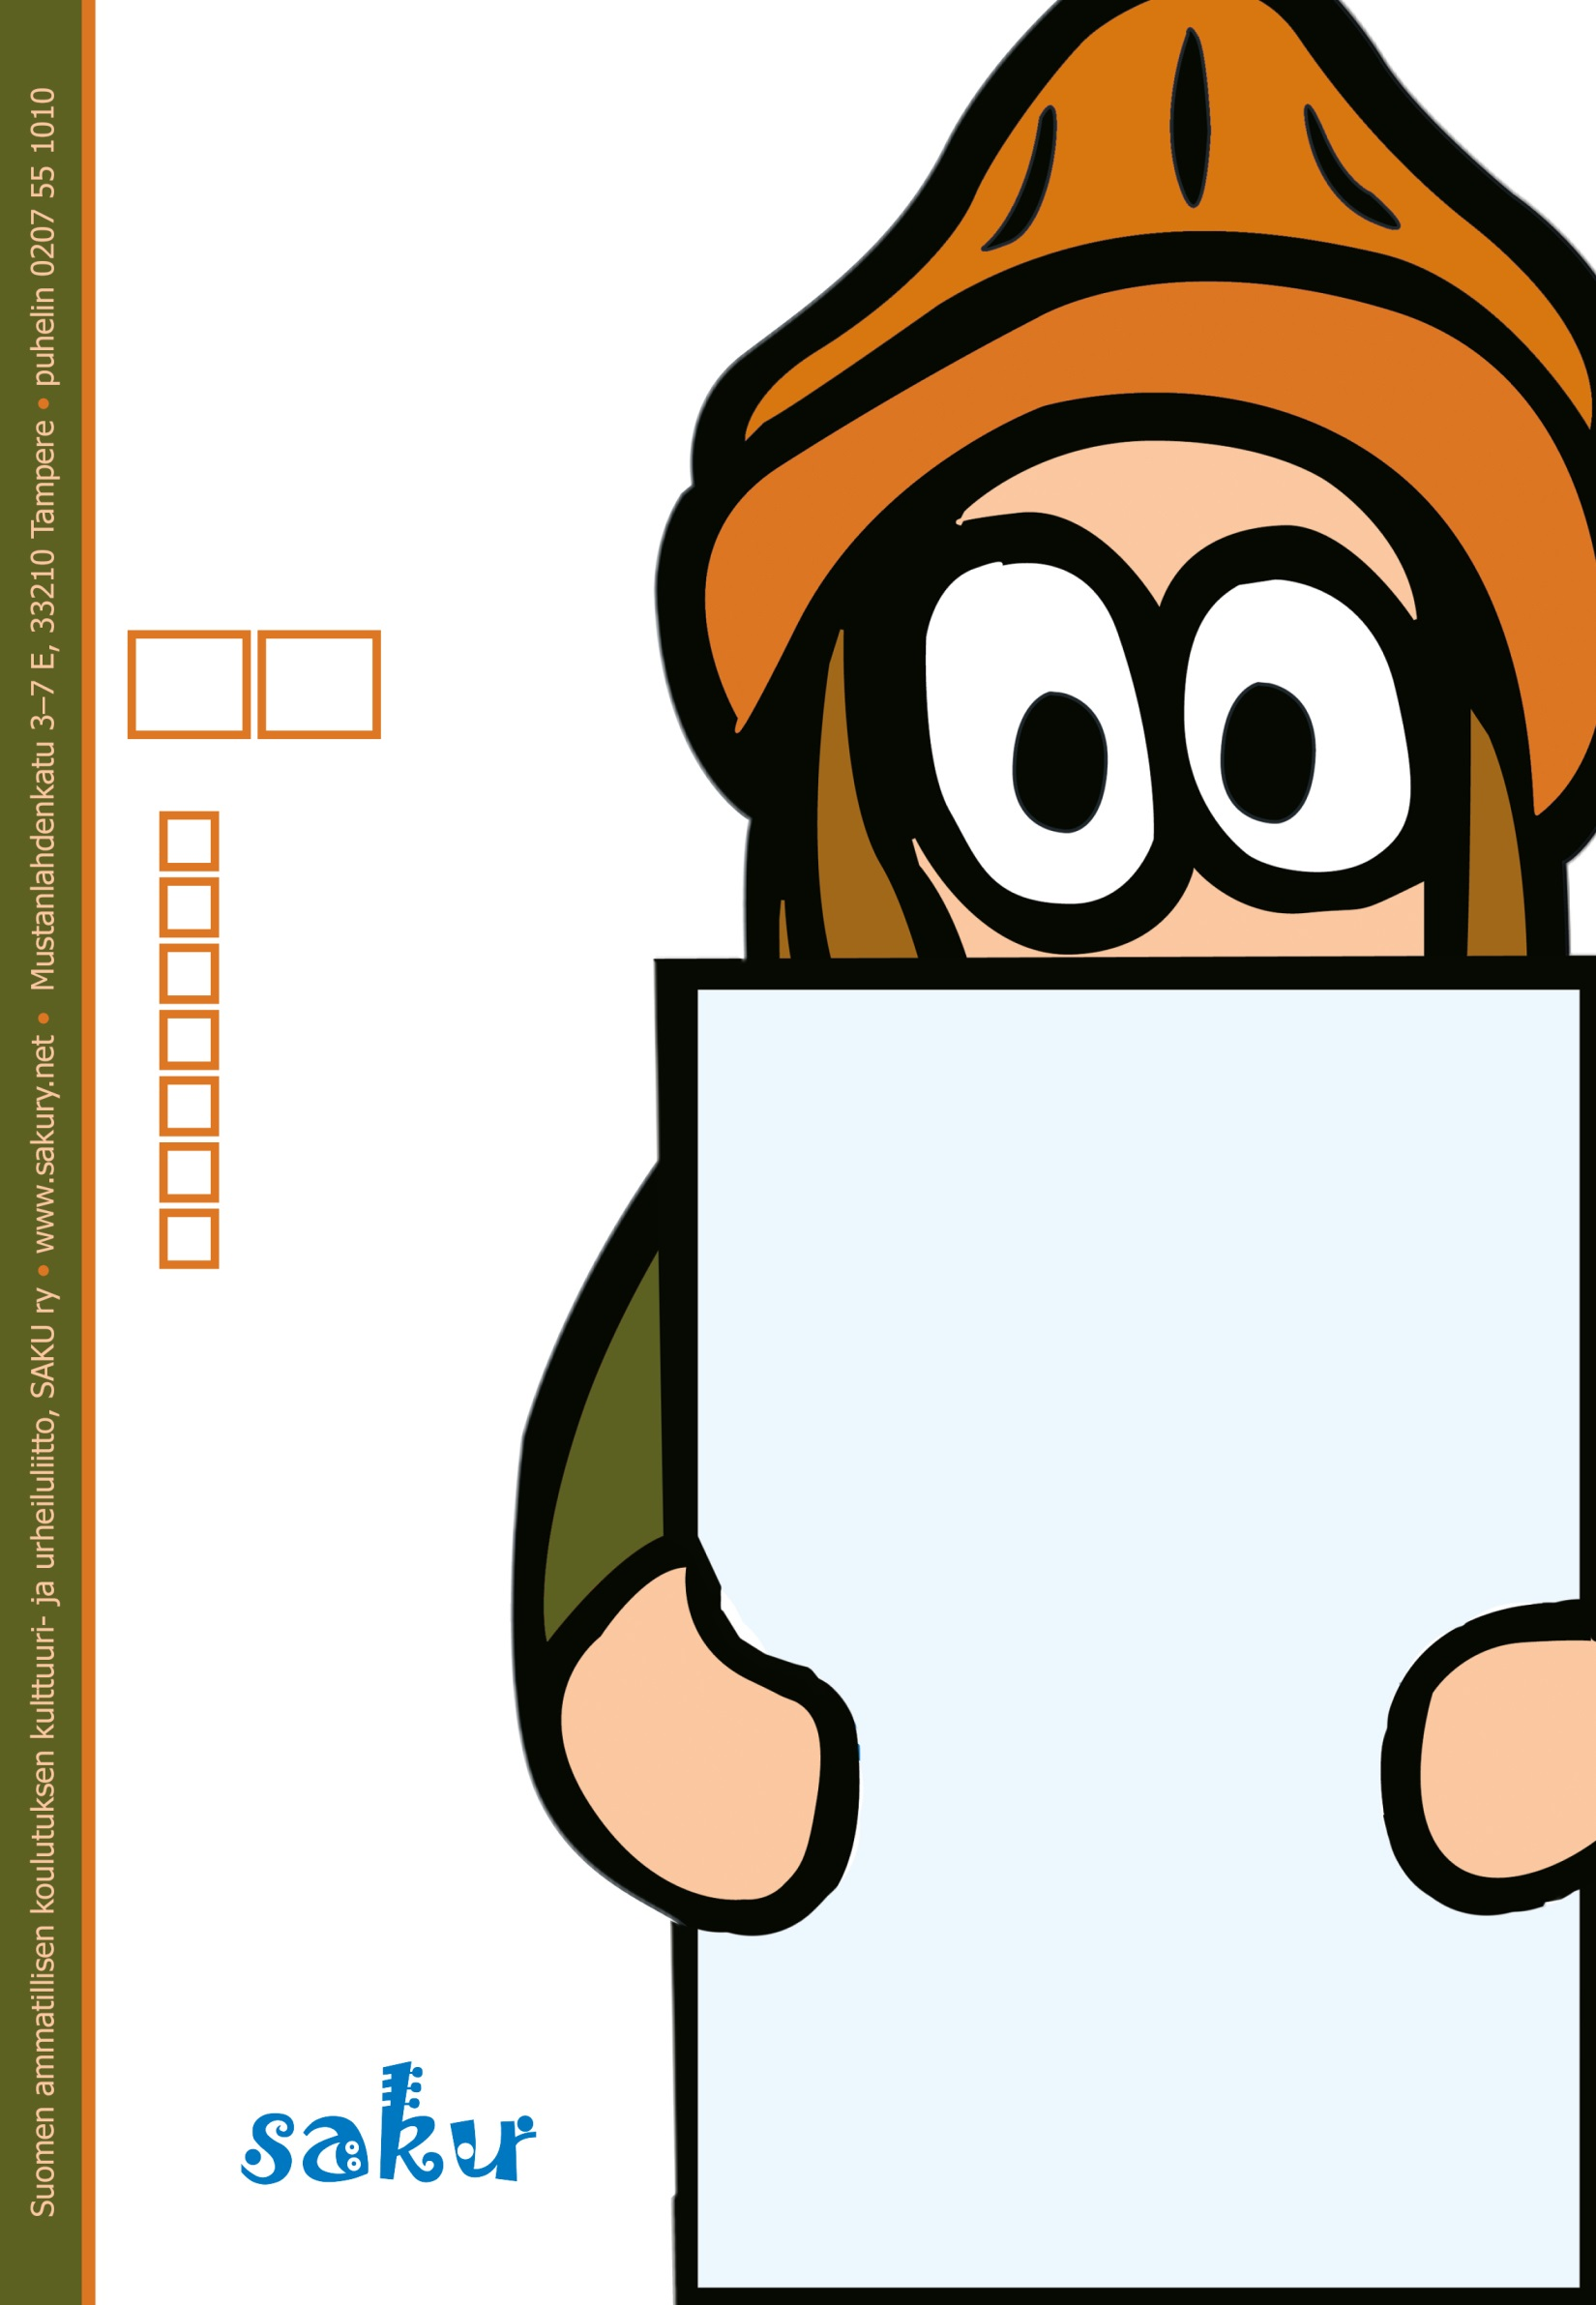 Suomen ammatillisen koulutuksen kulttuuri- ja urheiluliitto, SAKU ry • www.sakury.net • Mustanlahdenkatu 3–7 E, 33210 Tampere • puhelin 0207 55 1010
saku